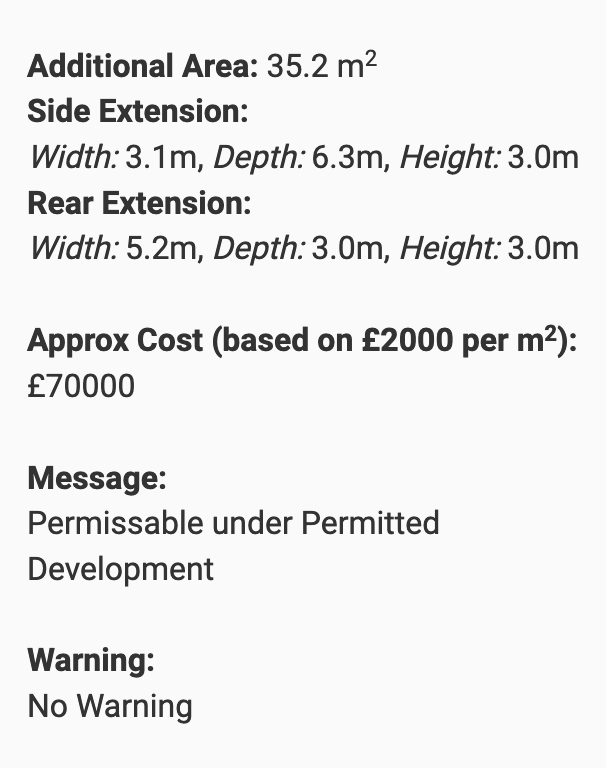 Additional Area: 35.2 m²
Side Extension:
Width: 3.1m, Depth: 6.3m, Height: 3.0m
Rear Extension:
Width: 5.2m, Depth: 3.0m, Height: 3.0m
Approx Cost (based on £2000 per m²):
£70000
Message:
Permissable under Permitted
Development
Warning:
No Warning